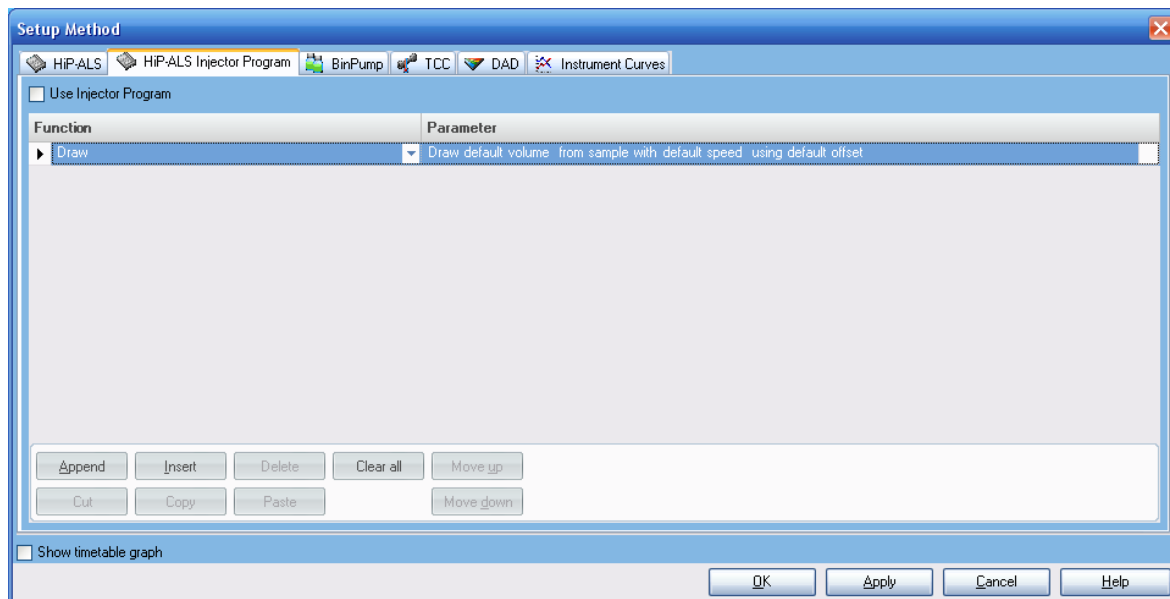 Setup Method
HiP-ALS HiP-ALS Injector Program BinPump TCC DAD Instrument Curves
Use Injector Program
Function Parameter
Draw Draw default volume from sample with default speed using default offset
Append Insert Delete Clear all Move up
Cut Copy Paste Move down
Show timetable graph
OK Apply Cancel Help